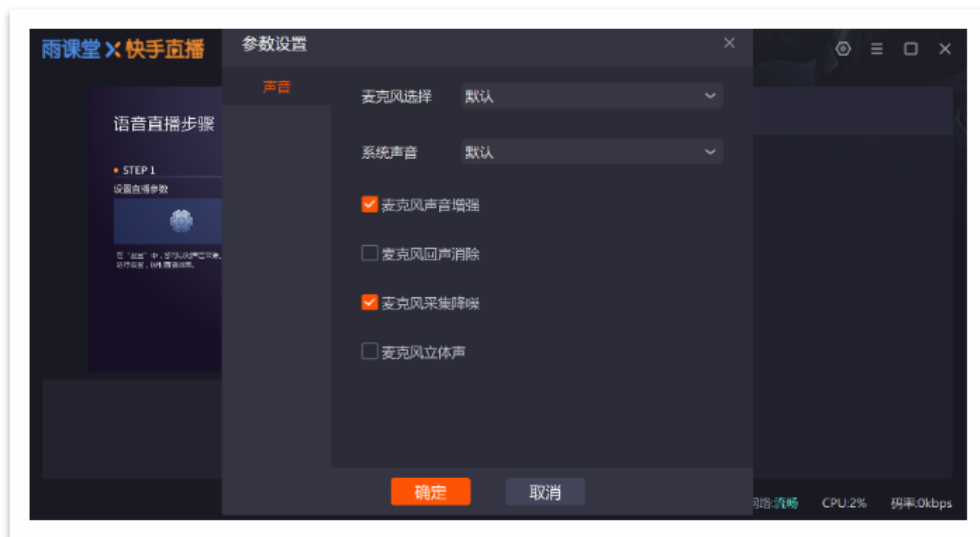 雨课堂X快手直播
参数设置
声音
麦克风选择 默认
系统声音 默认
麦克风声音增强
麦克风回声消除
麦克风采集降噪
麦克风立体声
确定 取消
语音直播步骤
STEP 1
设置直播参数
网络:流畅 CPU:2% 码率:0kbps